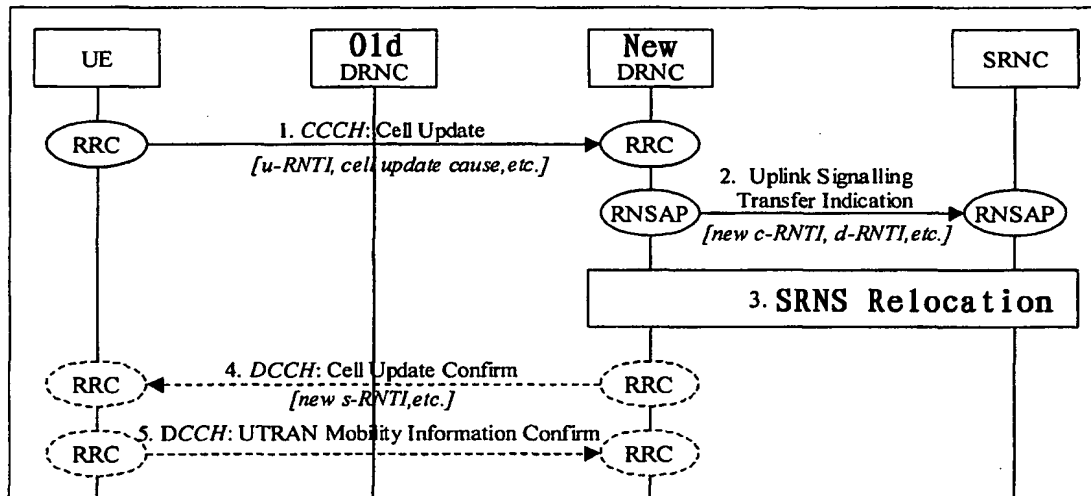 UE
Old
DRNC
New
DRNC
SRNC
RRC
1. CCCH: Cell Update
[u-RNTI, cell update cause,etc.]
RRC
RNSAP
2. Uplink Signalling
Transfer Indication
[new c-RNTI, d-RNTI,etc.]
RNSAP
3. SRNS Relocation
RRC
4. DCCH: Cell Update Confirm
[new s-RNTI,etc.]
RRC
RRC
5. DCCH: UTRAN Mobility Information Confirm
RRC